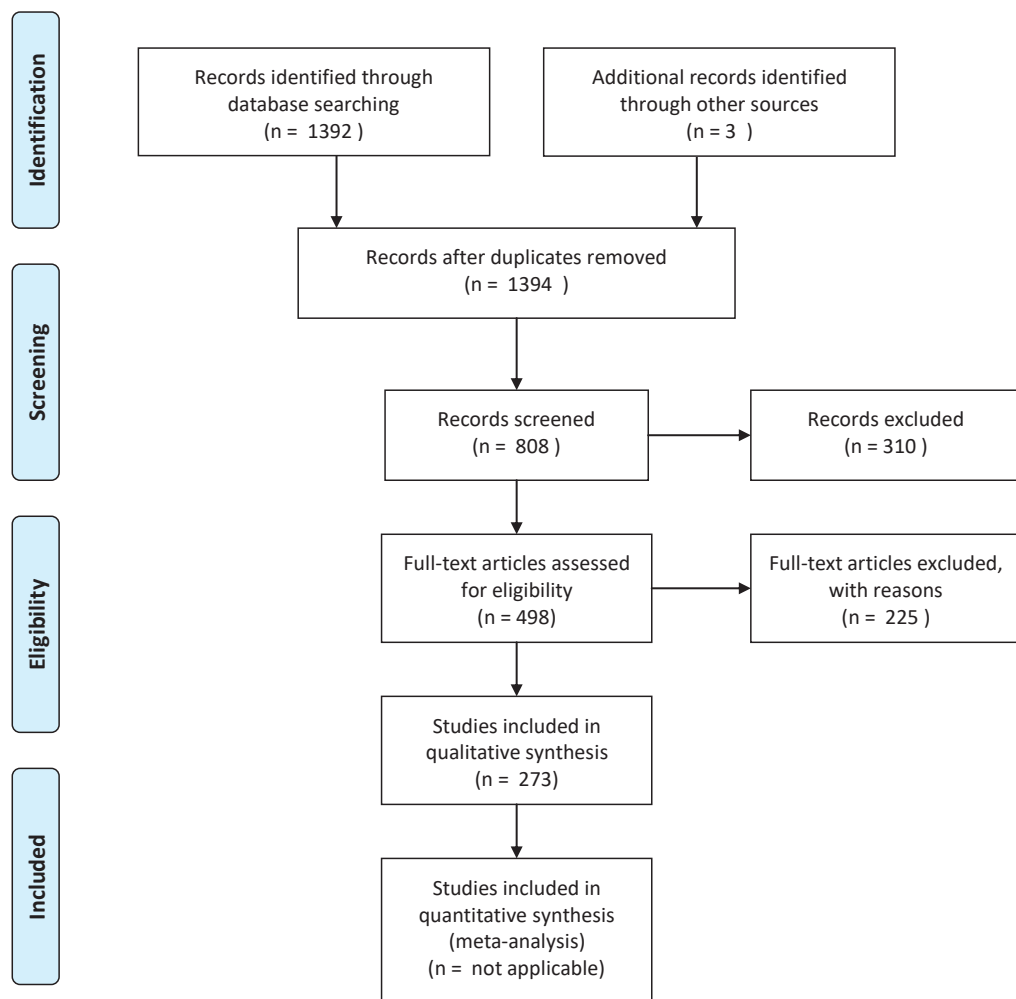 Identification
Records identified through
database searching
(n = 1392 )
Additional records identified
through other sources
(n = 3 )
Records after duplicates removed
(n = 1394 )
Screening
Records screened
(n = 808 )
Records excluded
(n = 310 )
Eligibility
Full-text articles assessed
for eligibility
(n = 498)
Full-text articles excluded,
with reasons
(n = 225 )
Studies included in
qualitative synthesis
(n = 273)
Included
Studies included in
quantitative synthesis
(meta-analysis)
(n = not applicable)